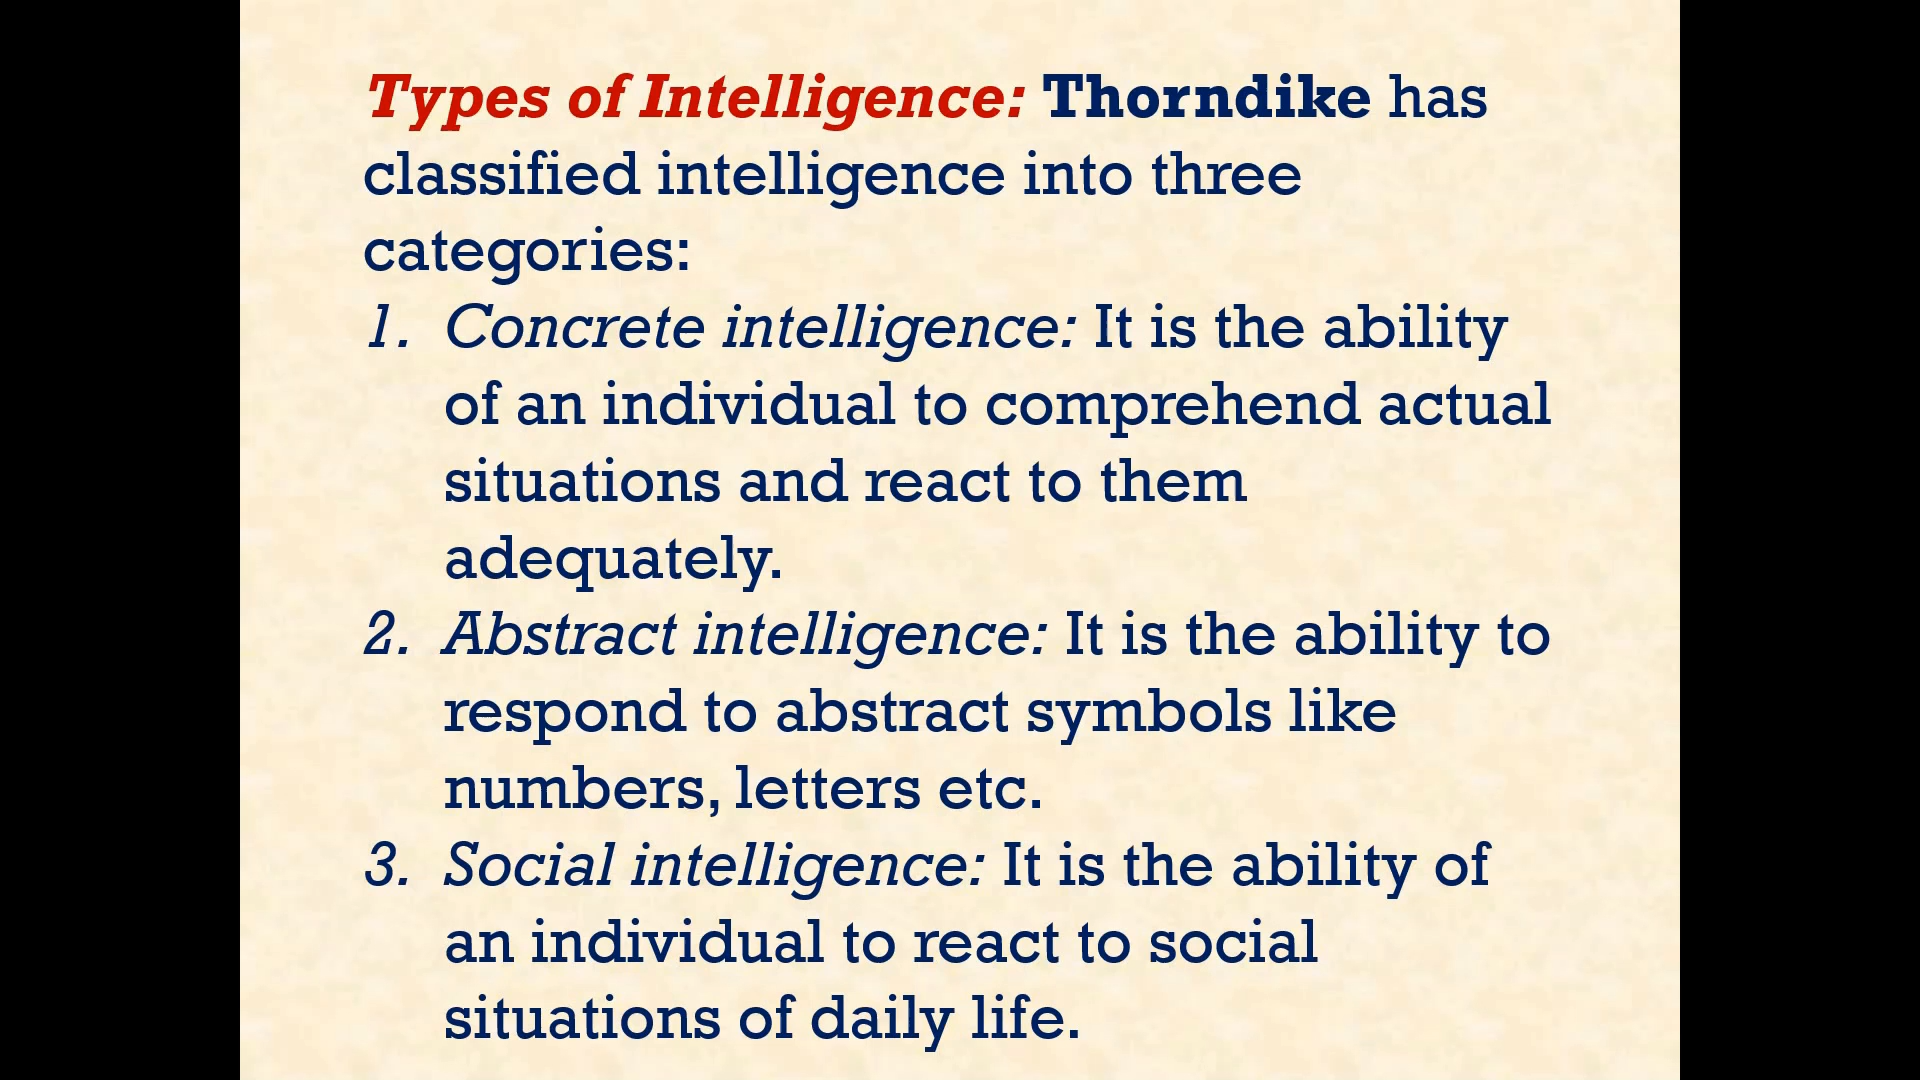 Types of Intelligence: Thorndike has
classified intelligence into three
categories:
1. Concrete intelligence: It is the ability
of an individual to comprehend actual
situations and react to them
adequately.
2. Abstract intelligence: It is the ability to
respond to abstract symbols like
numbers, letters etc.
3. Social intelligence: It is the ability of
an individual to react to social
situations of daily life.